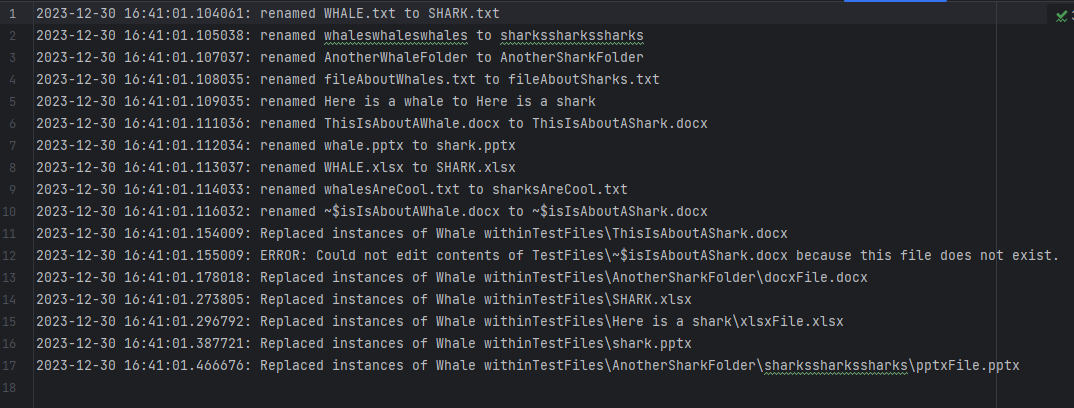 1 2023-12-30 16:41:01.104061: renamed WHALE.txt to SHARK.txt
2 2023-12-30 16:41:01.105038: renamed whaleswhaleswhales to sharkssharkssharks
3 2023-12-30 16:41:01.107037: renamed AnotherWhaleFolder to AnotherSharkFolder
4 2023-12-30 16:41:01.108035: renamed fileAboutWhales.txt to fileAboutSharks.txt
5 2023-12-30 16:41:01.109035: renamed Here is a whale to Here is a shark
6 2023-12-30 16:41:01.111036: renamed ThisIsAboutAWhale.docx to ThisIsAboutAShark.docx
7 2023-12-30 16:41:01.112034: renamed whale.pptx to shark.pptx
8 2023-12-30 16:41:01.113037: renamed WHALE.xlsx to SHARK.xlsx
9 2023-12-30 16:41:01.114033: renamed whalesAreCool.txt to sharksAreCool.txt
10 2023-12-30 16:41:01.116032: renamed ~$isIsAboutAWhale.docx to ~$isIsAboutAShark.docx
11 2023-12-30 16:41:01.154009: Replaced instances of Whale withinTestFiles\ThisIsAboutAShark.docx
12 2023-12-30 16:41:01.155009: ERROR: Could not edit contents of TestFiles\~$isIsAboutAShark.docx because this file does not exist.
13 2023-12-30 16:41:01.178018: Replaced instances of Whale withinTestFiles\AnotherSharkFolder\docxFile.docx
14 2023-12-30 16:41:01.273805: Replaced instances of Whale withinTestFiles\SHARK.xlsx
15 2023-12-30 16:41:01.296792: Replaced instances of Whale withinTestFiles\Here is a shark\xlsxFile.xlsx
16 2023-12-30 16:41:01.387721: Replaced instances of Whale withinTestFiles\shark.pptx
17 2023-12-30 16:41:01.466676: Replaced instances of Whale withinTestFiles\AnotherSharkFolder\sharkssharkssharks\pptxFile.pptx
18